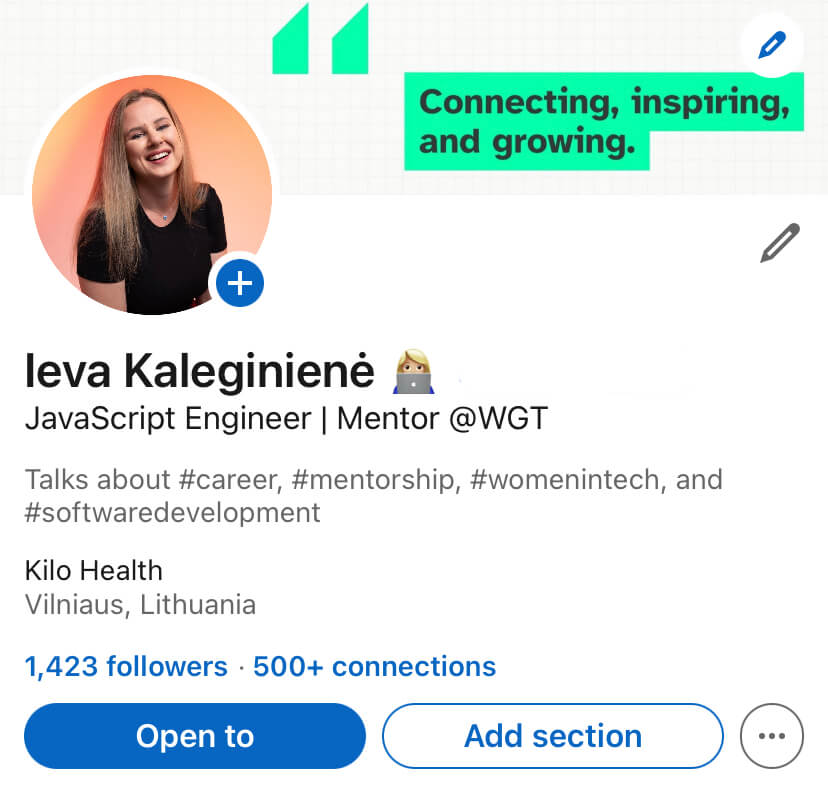 Connecting, inspiring,
and growing.
Ieva Kaleginienė 👩🏼‍💻
JavaScript Engineer | Mentor @WGT
Talks about #career, #mentorship, #womenintech, and
#softwaredevelopment
Kilo Health
Vilniaus, Lithuania
1,423 followers · 500+ connections
Open to
Add section